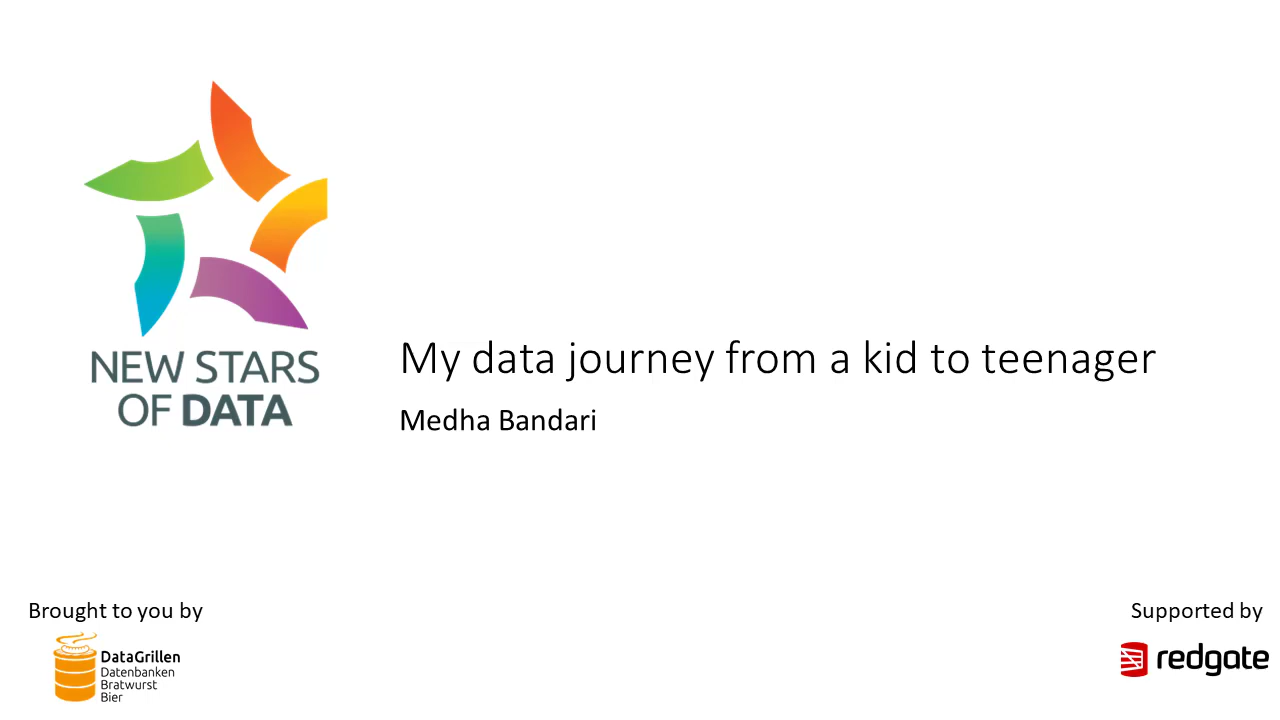 NEW STARS
OF DATA
My data journey from a kid to teenager
Medha Bandari
Brought to you by
DataGrillen
Datenbanken
Bratwurst
Bier
Supported by
redgate